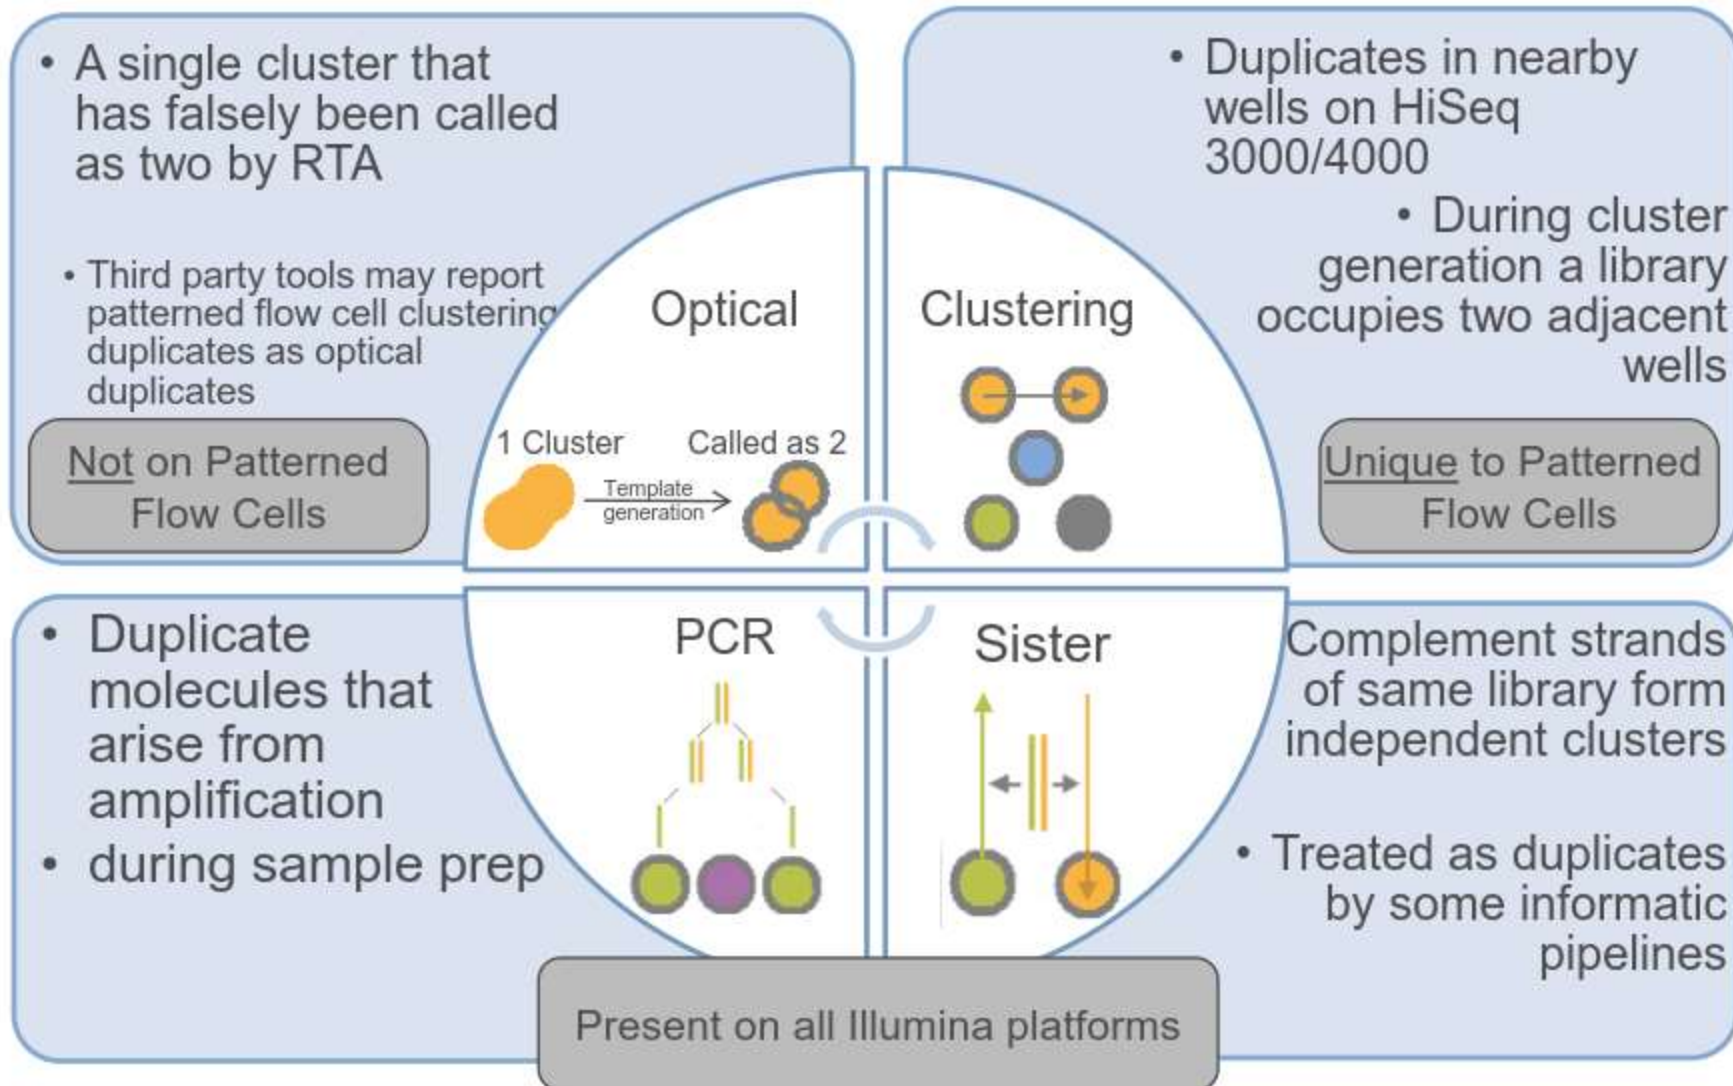 • A single cluster that
has falsely been called
as two by RTA
• Third party tools may report
patterned flow cell clustering
duplicates as optical
duplicates
Not on Patterned
Flow Cells
Optical
1 Cluster
Called as 2
Template
generation
• Duplicates in nearby
wells on HiSeq
3000/4000
• During cluster
generation a library
occupies two adjacent
wells
Clustering
Unique to Patterned
Flow Cells
• Duplicate
molecules that
arise from
amplification
• during sample prep
PCR
Sister
Complement strands
of same library form
independent clusters
• Treated as duplicates
by some informatic
pipelines
Present on all Illumina platforms